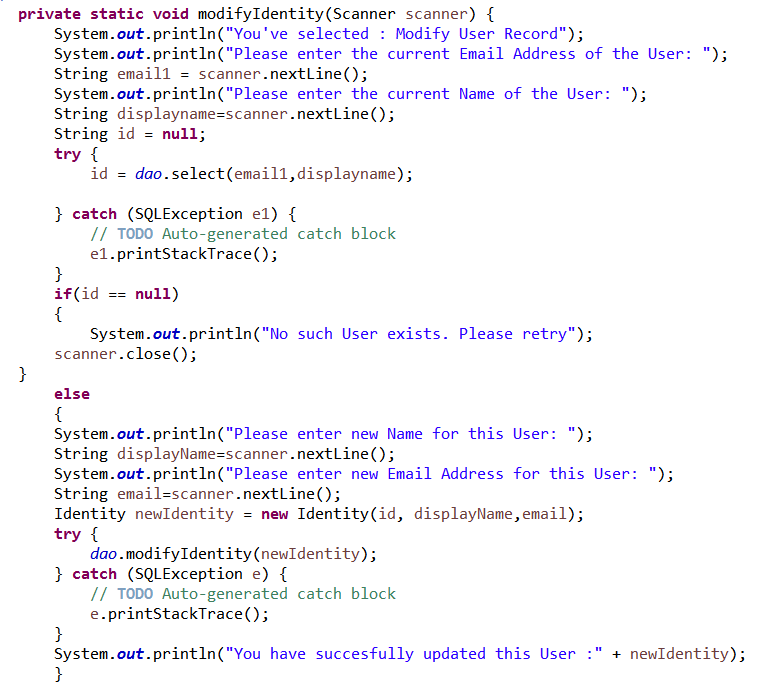 private static void modifyIdentity(Scanner scanner) {
    System.out.println("You've selected : Modify User Record");
    System.out.println("Please enter the current Email Address of the User: ");
    String email1 = scanner.nextLine();
    System.out.println("Please enter the current Name of the User: ");
    String displayname=scanner.nextLine();
    String id = null;
    try {
        id = dao.select(email1,displayname);

    } catch (SQLException e1) {
        // TODO Auto-generated catch block
        e1.printStackTrace();
    }
    if(id == null)
    {
        System.out.println("No such User exists. Please retry");
    scanner.close();
}
    else
    {
    System.out.println("Please enter new Name for this User: ");
    String displayName=scanner.nextLine();
    System.out.println("Please enter new Email Address for this User: ");
    String email=scanner.nextLine();
    Identity newIdentity = new Identity(id, displayName,email);
    try {
        dao.modifyIdentity(newIdentity);
    } catch (SQLException e) {
        // TODO Auto-generated catch block
        e.printStackTrace();
    }
    System.out.println("You have succesfully updated this User :" + newIdentity);
    }